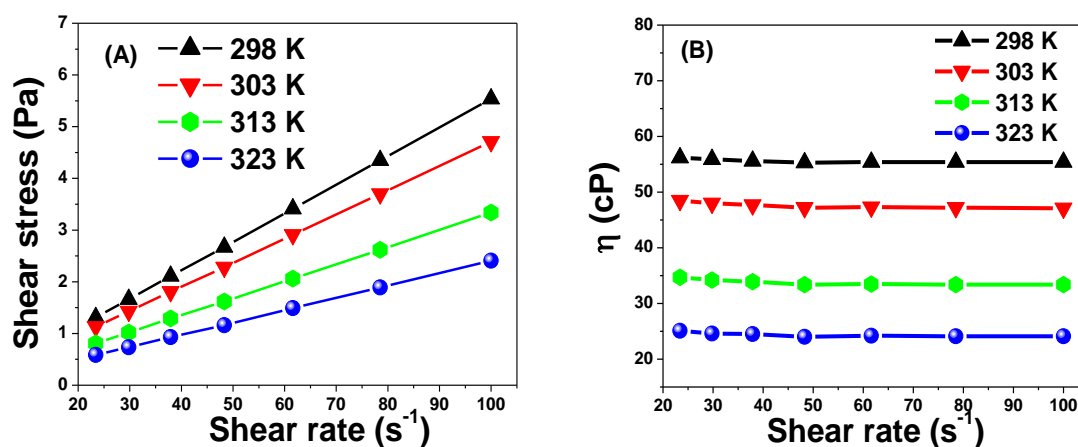 (A)
298 K
303 K
313 K
323 K
Shear stress (Pa)
7
6
5
4
3
2
1
0
20 30 40 50 60 70 80 90 100
Shear rate (s⁻¹)
(B)
298 K
303 K
313 K
323 K
η (cP)
80
70
60
50
40
30
20
20 30 40 50 60 70 80 90 100
Shear rate (s⁻¹)